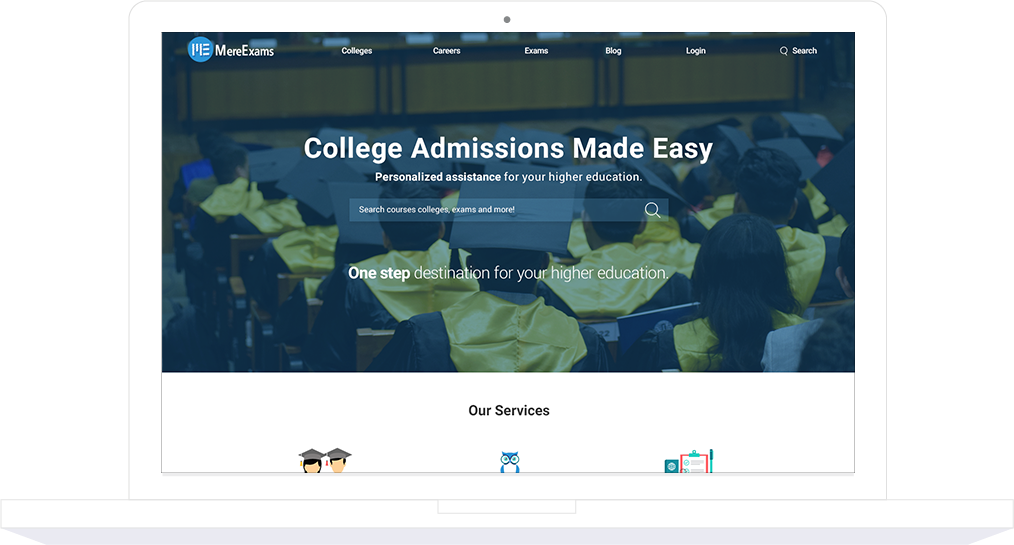 ME MereExams
Colleges Careers Exams Blog Login Search
College Admissions Made Easy
Personalized assistance for your higher education.
Search courses colleges, exams and more!
One step destination for your higher education.
Our Services